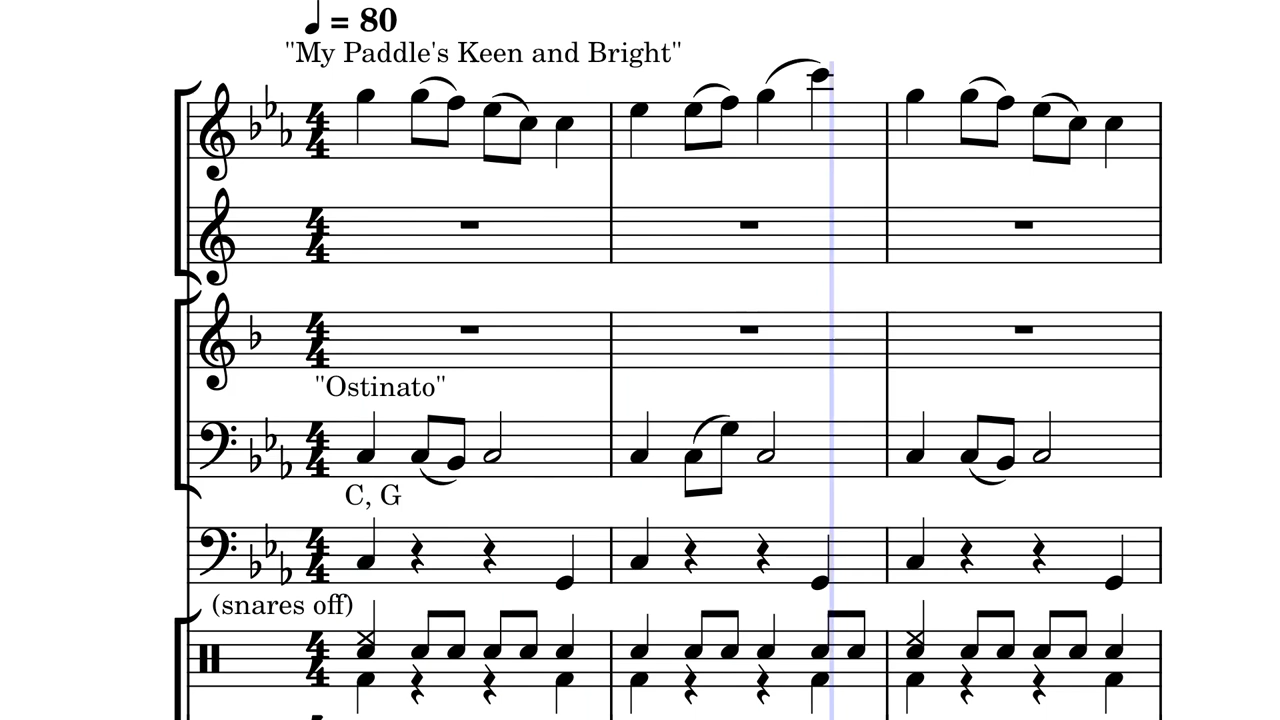 ♩ = 80
"My Paddle's Keen and Bright"
"Ostinato"
C, G
(snares off)